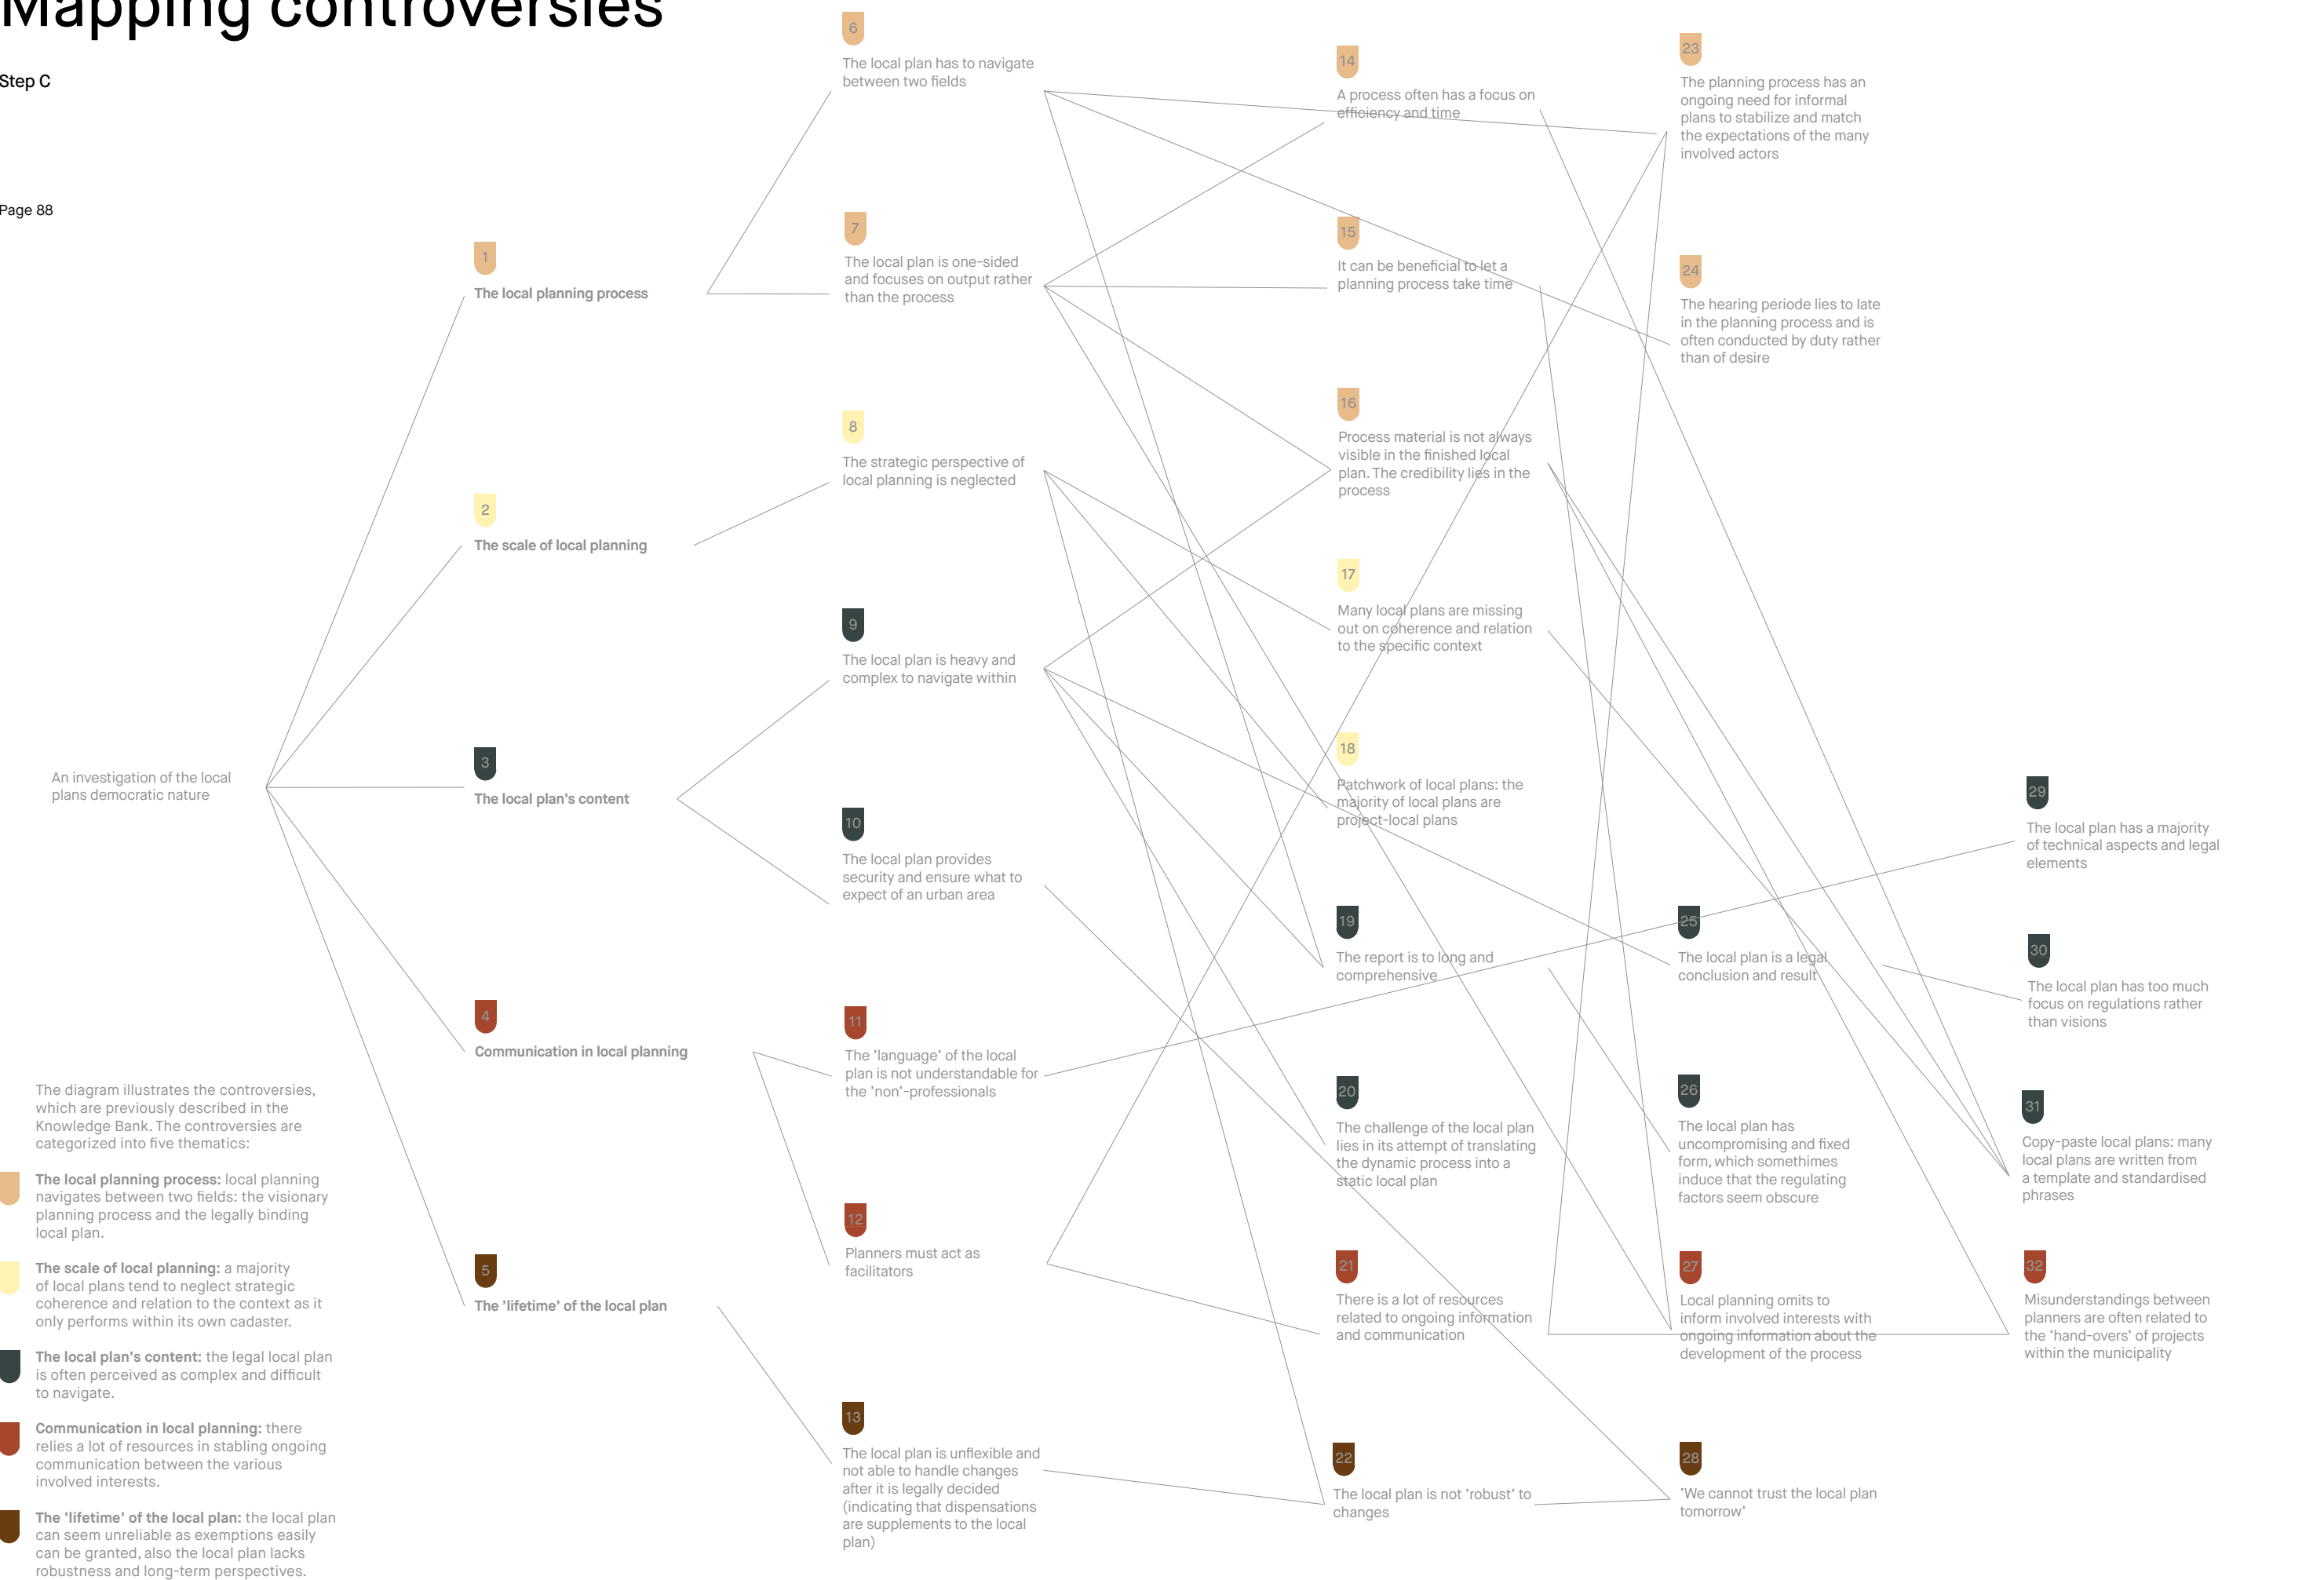 Mapping controversies
Step C
Page 88
An investigation of the local
plans democratic nature
The diagram illustrates the controversies,
which are previously described in the
Knowledge Bank. The controversies are
categorized into five thematics:
The local planning process: local planning
navigates between two fields: the visionary
planning process and the legally binding
local plan.
The scale of local planning: a majority
of local plans tend to neglect strategic
coherence and relation to the context as it
only performs within its own cadaster.
The local plan's content: the legal local plan
is often perceived as complex and difficult
to navigate.
Communication in local planning: there
relies a lot of resources in stabling ongoing
communication between the various
involved interests.
The 'lifetime' of the local plan: the local plan
can seem unreliable as exemptions easily
can be granted, also the local plan lacks
robustness and long-term perspectives.
1
The local planning process
2
The scale of local planning
3
The local plan's content
4
Communication in local planning
5
The 'lifetime' of the local plan
6
The local plan has to navigate
between two fields
7
The local plan is one-sided
and focuses on output rather
than the process
8
The strategic perspective of
local planning is neglected
9
The local plan is heavy and
complex to navigate within
10
The local plan provides
security and ensure what to
expect of an urban area
11
The 'language' of the local
plan is not understandable for
the 'non'-professionals
12
Planners must act as
facilitators
13
The local plan is unflexible and
not able to handle changes
after it is legally decided
(indicating that dispensations
are supplements to the local
plan)
14
A process often has a focus on
efficiency and time
15
It can be beneficial to let a
planning process take time
16
Process material is not always
visible in the finished local
plan. The credibility lies in the
process
17
Many local plans are missing
out on coherence and relation
to the specific context
18
Patchwork of local plans: the
majority of local plans are
project-local plans
19
The report is to long and
comprehensive
20
The challenge of the local plan
lies in its attempt of translating
the dynamic process into a
static local plan
21
There is a lot of resources
related to ongoing information
and communication
22
The local plan is not 'robust' to
changes
23
The planning process has an
ongoing need for informal
plans to stabilize and match
the expectations of the many
involved actors
24
The hearing periode lies to late
in the planning process and is
often conducted by duty rather
than of desire
25
The local plan is a legal
conclusion and result
26
The local plan has
uncompromising and fixed
form, which somethimes
induce that the regulating
factors seem obscure
27
Local planning omits to
inform involved interests with
ongoing information about the
development of the process
28
'We cannot trust the local plan
tomorrow'
29
The local plan has a majority
of technical aspects and legal
elements
30
The local plan has too much
focus on regulations rather
than visions
31
Copy-paste local plans: many
local plans are written from
a template and standardised
phrases
32
Misunderstandings between
planners are often related to
the 'hand-overs' of projects
within the municipality